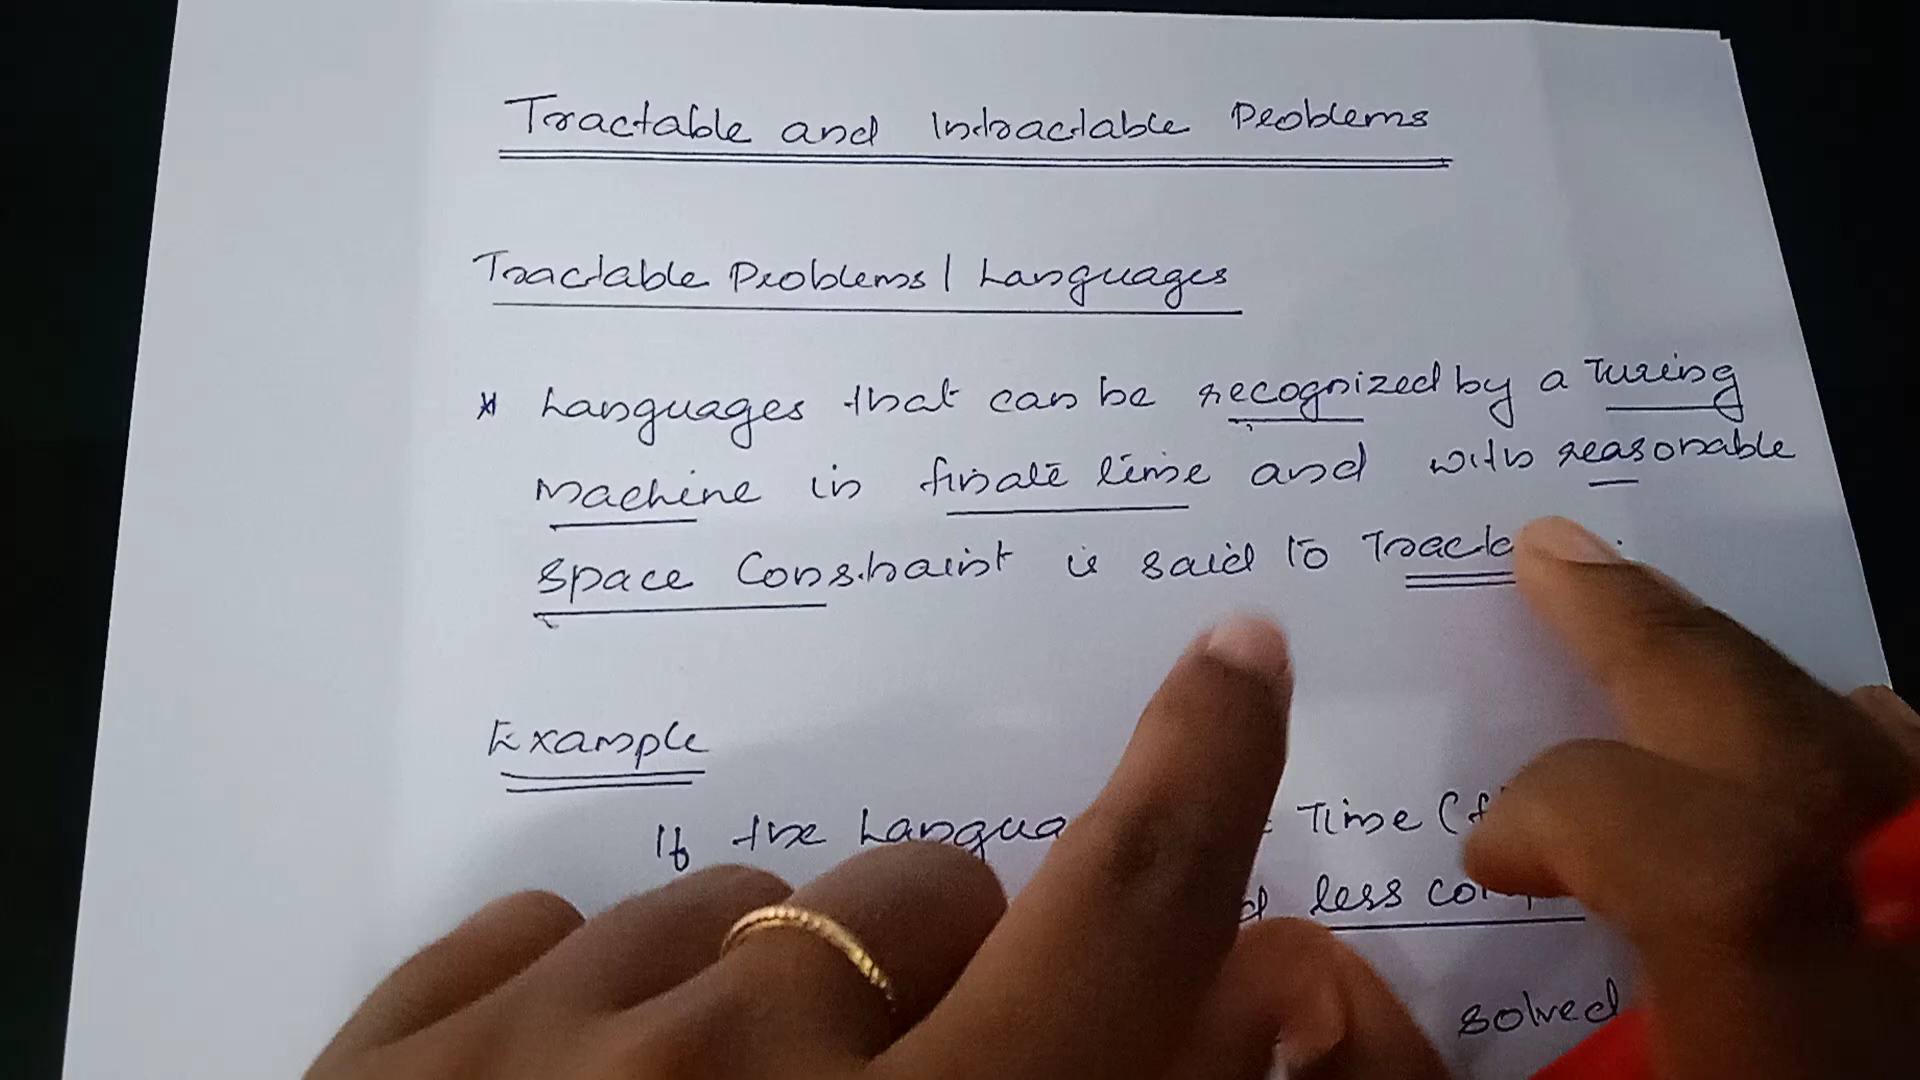 Tractable and Intractable Problems
Tractable Problems | Languages
* Languages that can be recognized by a Turing
Machine in finate time and with reasonable
space Constraint is said to
Example
If the Time
less
solved